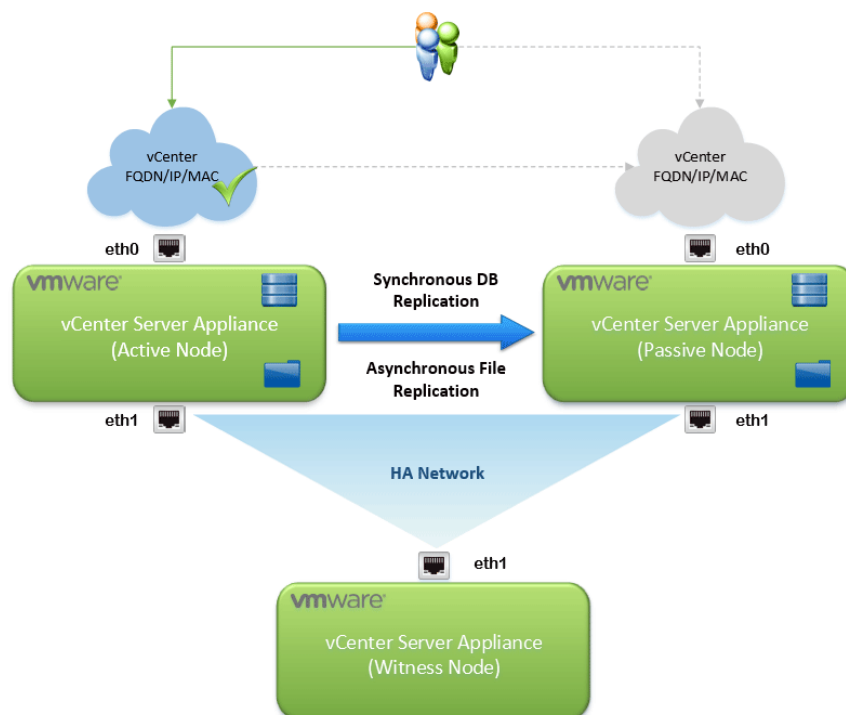 vCenter
FQDN/IP/MAC
vCenter
FQDN/IP/MAC
eth0
eth0
vmware®
vCenter Server Appliance
(Active Node)
Synchronous DB
Replication
Asynchronous File
Replication
vmware®
vCenter Server Appliance
(Passive Node)
eth1
eth1
HA Network
eth1
vmware®
vCenter Server Appliance
(Witness Node)